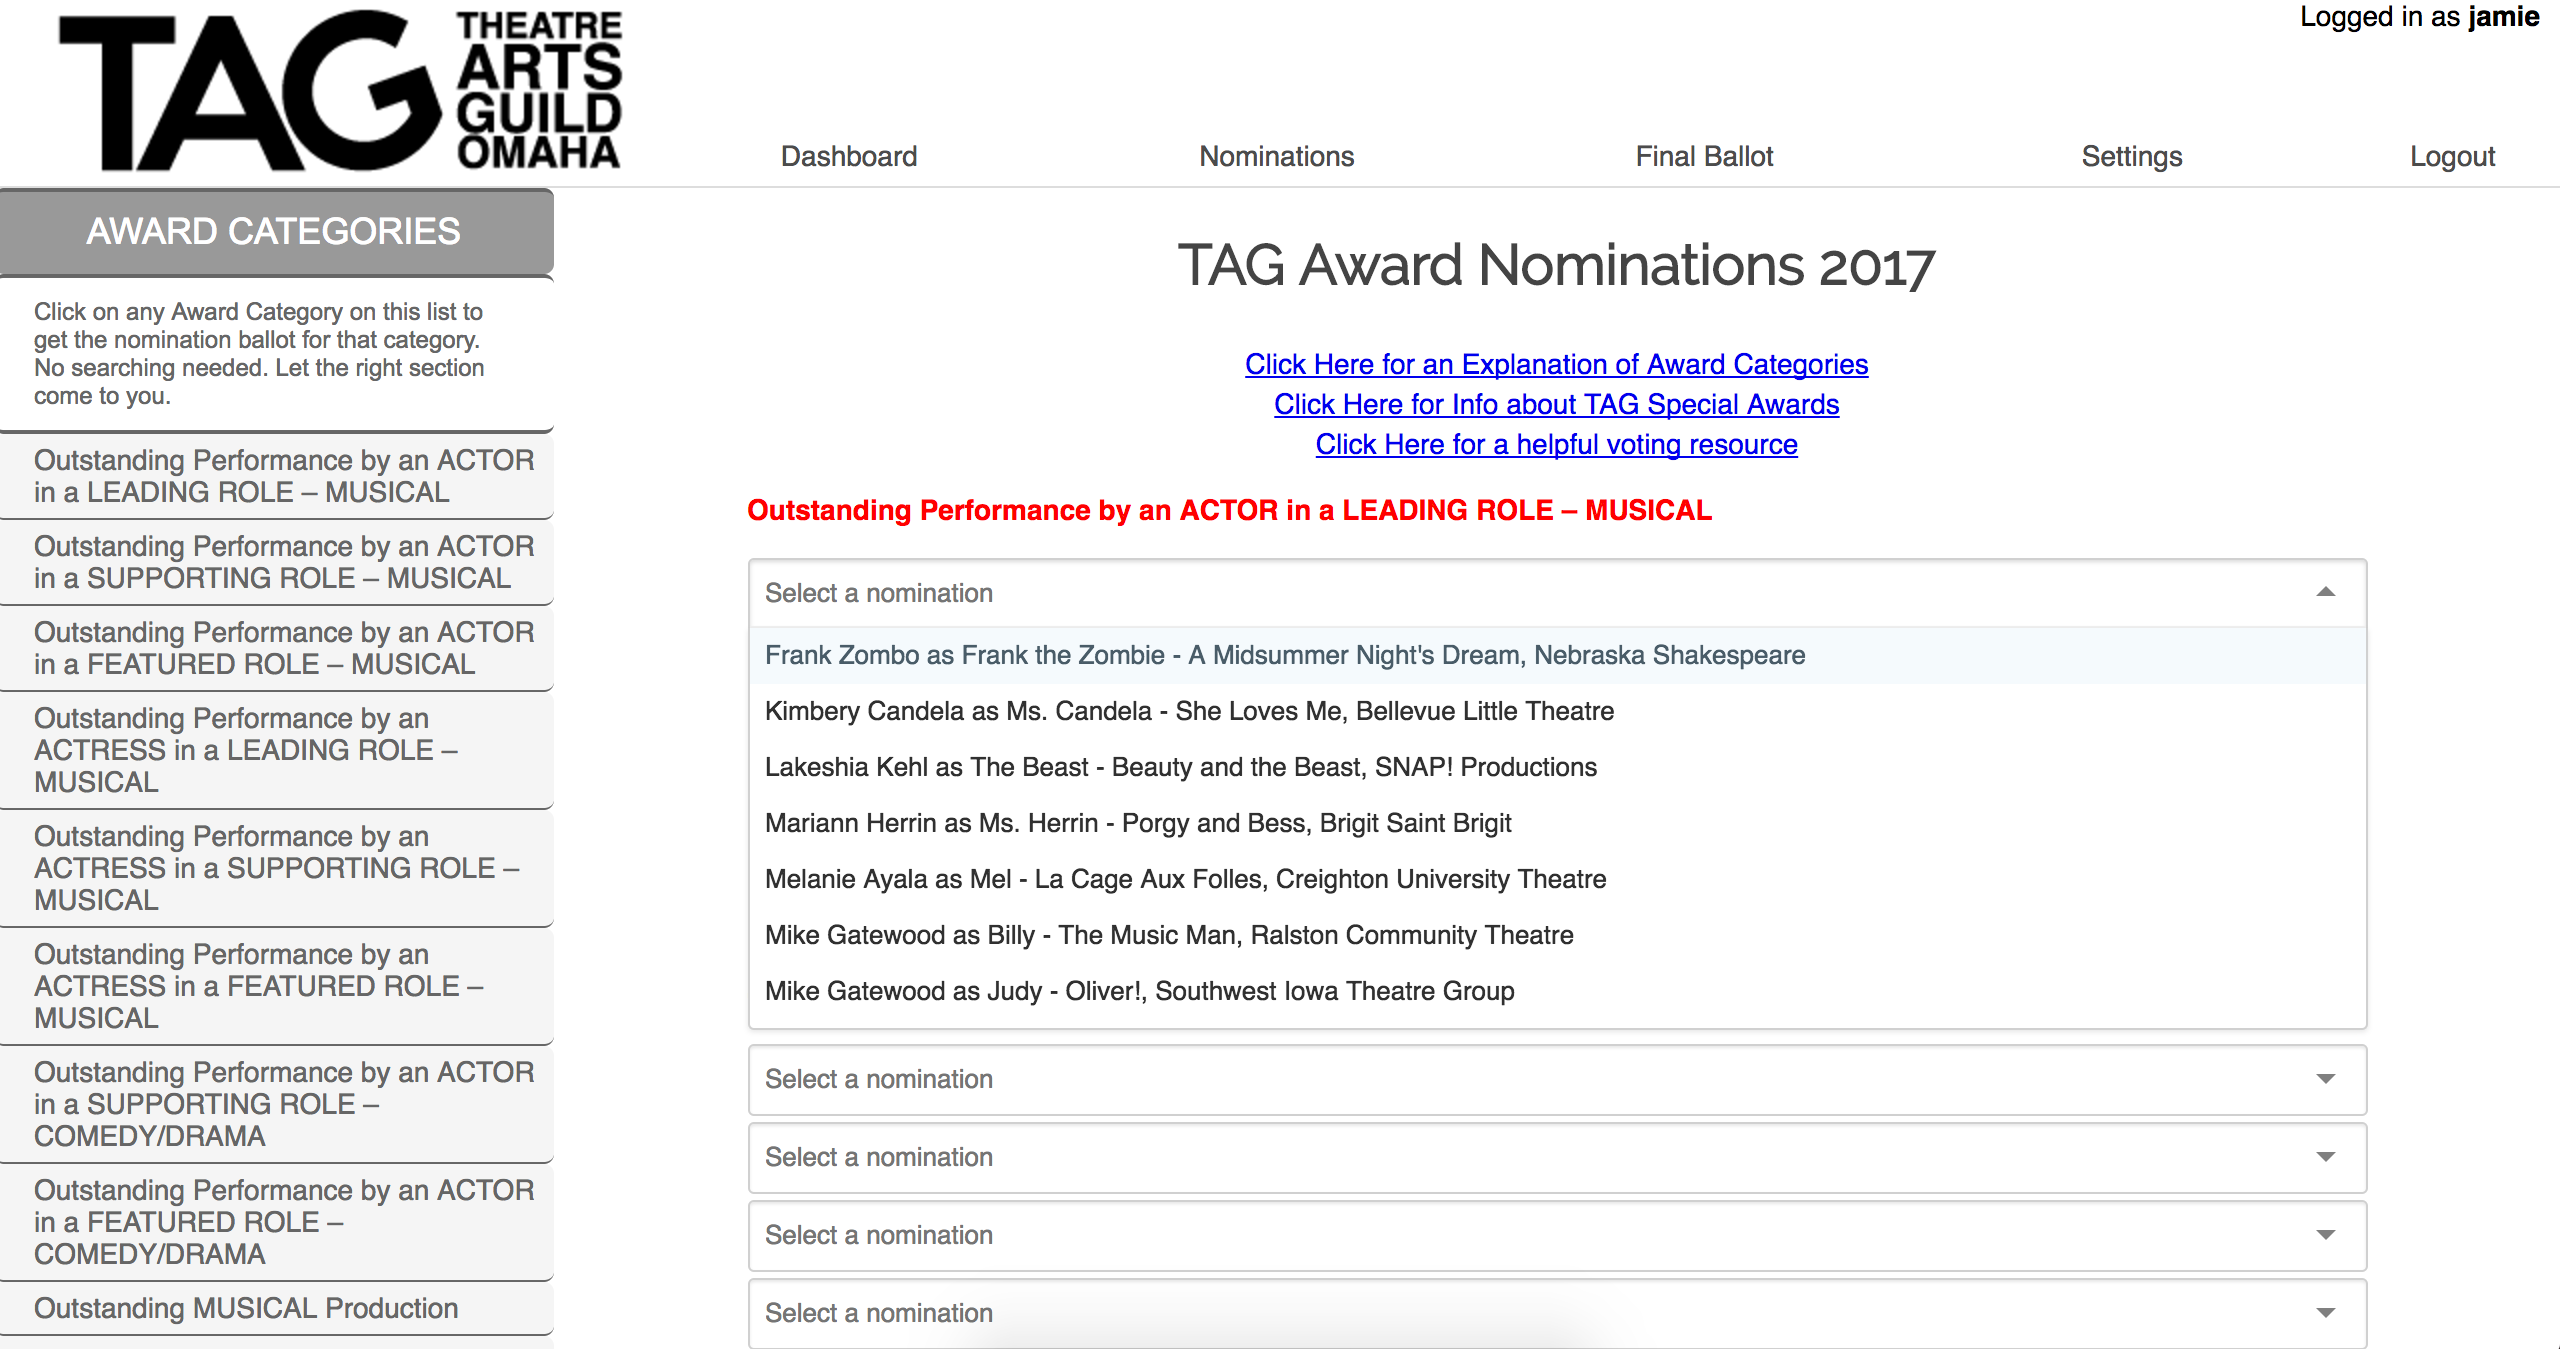 TAG
THEATRE
ARTS
GUILD
OMAHA
Logged in as jamie
Dashboard
Nominations
Final Ballot
Settings
Logout
AWARD CATEGORIES
Click on any Award Category on this list to
get the nomination ballot for that category.
No searching needed. Let the right section
come to you.
Outstanding Performance by an ACTOR
in a LEADING ROLE – MUSICAL
Outstanding Performance by an ACTOR
in a SUPPORTING ROLE – MUSICAL
Outstanding Performance by an ACTOR
in a FEATURED ROLE – MUSICAL
Outstanding Performance by an
ACTRESS in a LEADING ROLE –
MUSICAL
Outstanding Performance by an
ACTRESS in a SUPPORTING ROLE –
MUSICAL
Outstanding Performance by an
ACTRESS in a FEATURED ROLE –
MUSICAL
Outstanding Performance by an ACTOR
in a SUPPORTING ROLE –
COMEDY/DRAMA
Outstanding Performance by an ACTOR
in a FEATURED ROLE –
COMEDY/DRAMA
Outstanding MUSICAL Production
TAG Award Nominations 2017
Click Here for an Explanation of Award Categories
Click Here for Info about TAG Special Awards
Click Here for a helpful voting resource
Outstanding Performance by an ACTOR in a LEADING ROLE – MUSICAL
Select a nomination
Frank Zombo as Frank the Zombie - A Midsummer Night's Dream, Nebraska Shakespeare
Kimbery Candela as Ms. Candela - She Loves Me, Bellevue Little Theatre
Lakeshia Kehl as The Beast - Beauty and the Beast, SNAP! Productions
Mariann Herrin as Ms. Herrin - Porgy and Bess, Brigit Saint Brigit
Melanie Ayala as Mel - La Cage Aux Folles, Creighton University Theatre
Mike Gatewood as Billy - The Music Man, Ralston Community Theatre
Mike Gatewood as Judy - Oliver!, Southwest Iowa Theatre Group
Select a nomination
Select a nomination
Select a nomination
Select a nomination